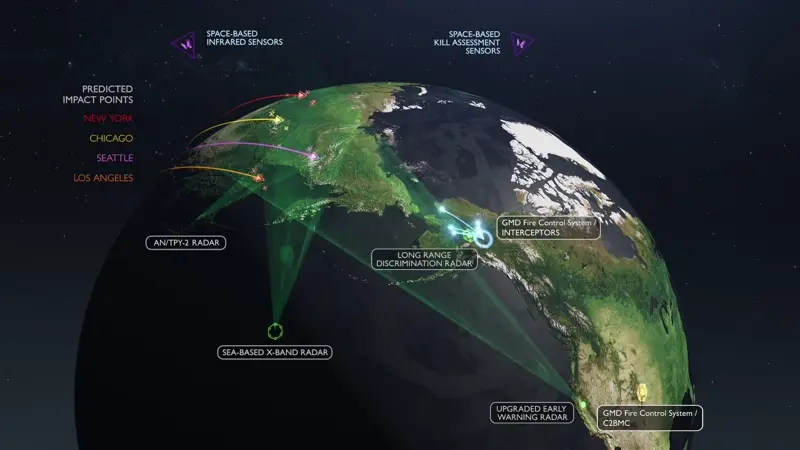 SPACE-BASED
INFRARED SENSORS
SPACE-BASED
KILL ASSESSMENT
SENSORS
PREDICTED
IMPACT POINTS
NEW YORK
CHICAGO
SEATTLE
LOS ANGELES
AN/TPY-2 RADAR
GMD Fire Control System /
INTERCEPTORS
LONG RANGE
DISCRIMINATION RADAR
SEA-BASED X-BAND RADAR
UPGRADED EARLY
WARNING RADAR
GMD Fire Control System /
C2BMC